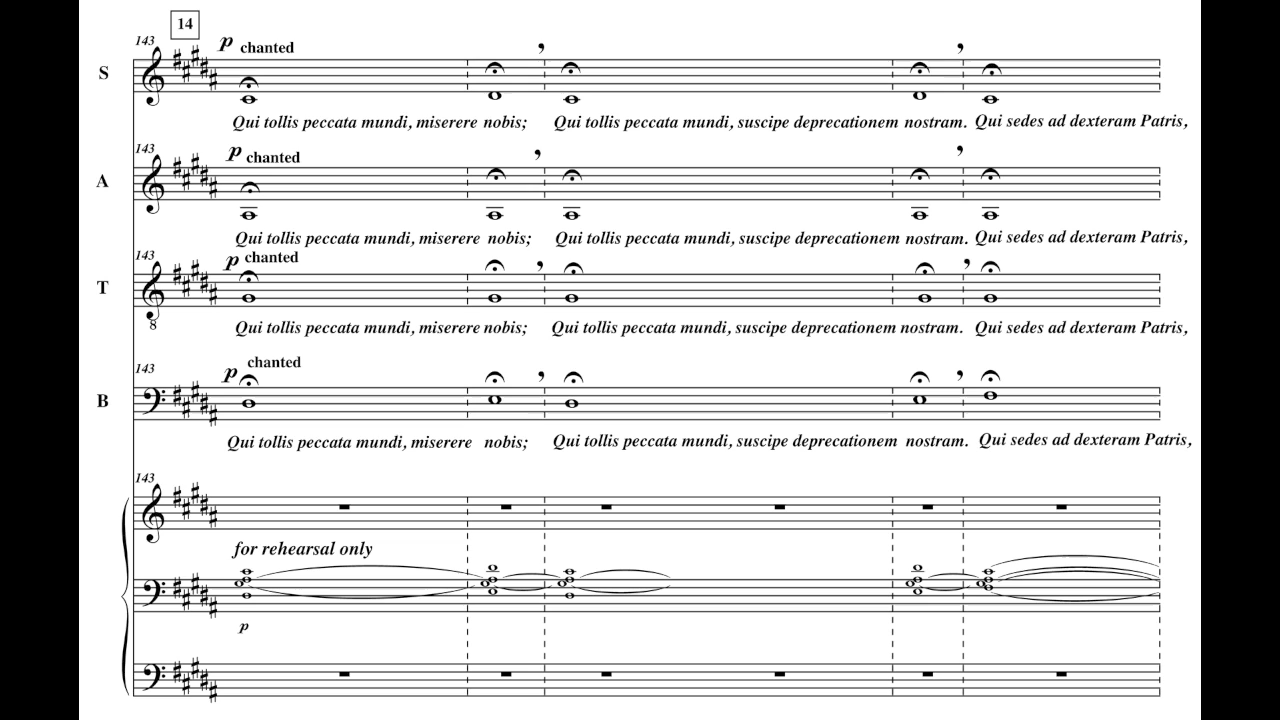 14
143 p chanted
S
Qui tollis peccata mundi, miserere nobis; Qui tollis peccata mundi, suscipe deprecationem nostram. Qui sedes ad dexteram Patris,
143 p chanted
A
Qui tollis peccata mundi, miserere nobis; Qui tollis peccata mundi, suscipe deprecationem nostram. Qui sedes ad dexteram Patris,
143 p chanted
T
8
Qui tollis peccata mundi, miserere nobis; Qui tollis peccata mundi, suscipe deprecationem nostram. Qui sedes ad dexteram Patris,
143 p chanted
B
Qui tollis peccata mundi, miserere nobis; Qui tollis peccata mundi, suscipe deprecationem nostram. Qui sedes ad dexteram Patris,
143
for rehearsal only
p